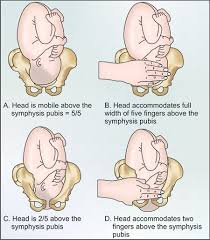 A. Head is mobile above the
symphysis pubis = 5/5
B. Head accommodates full
width of five fingers above the
symphysis pubis
C. Head is 2/5 above the
symphysis pubis
D. Head accommodates two
fingers above the symphysis
pubis